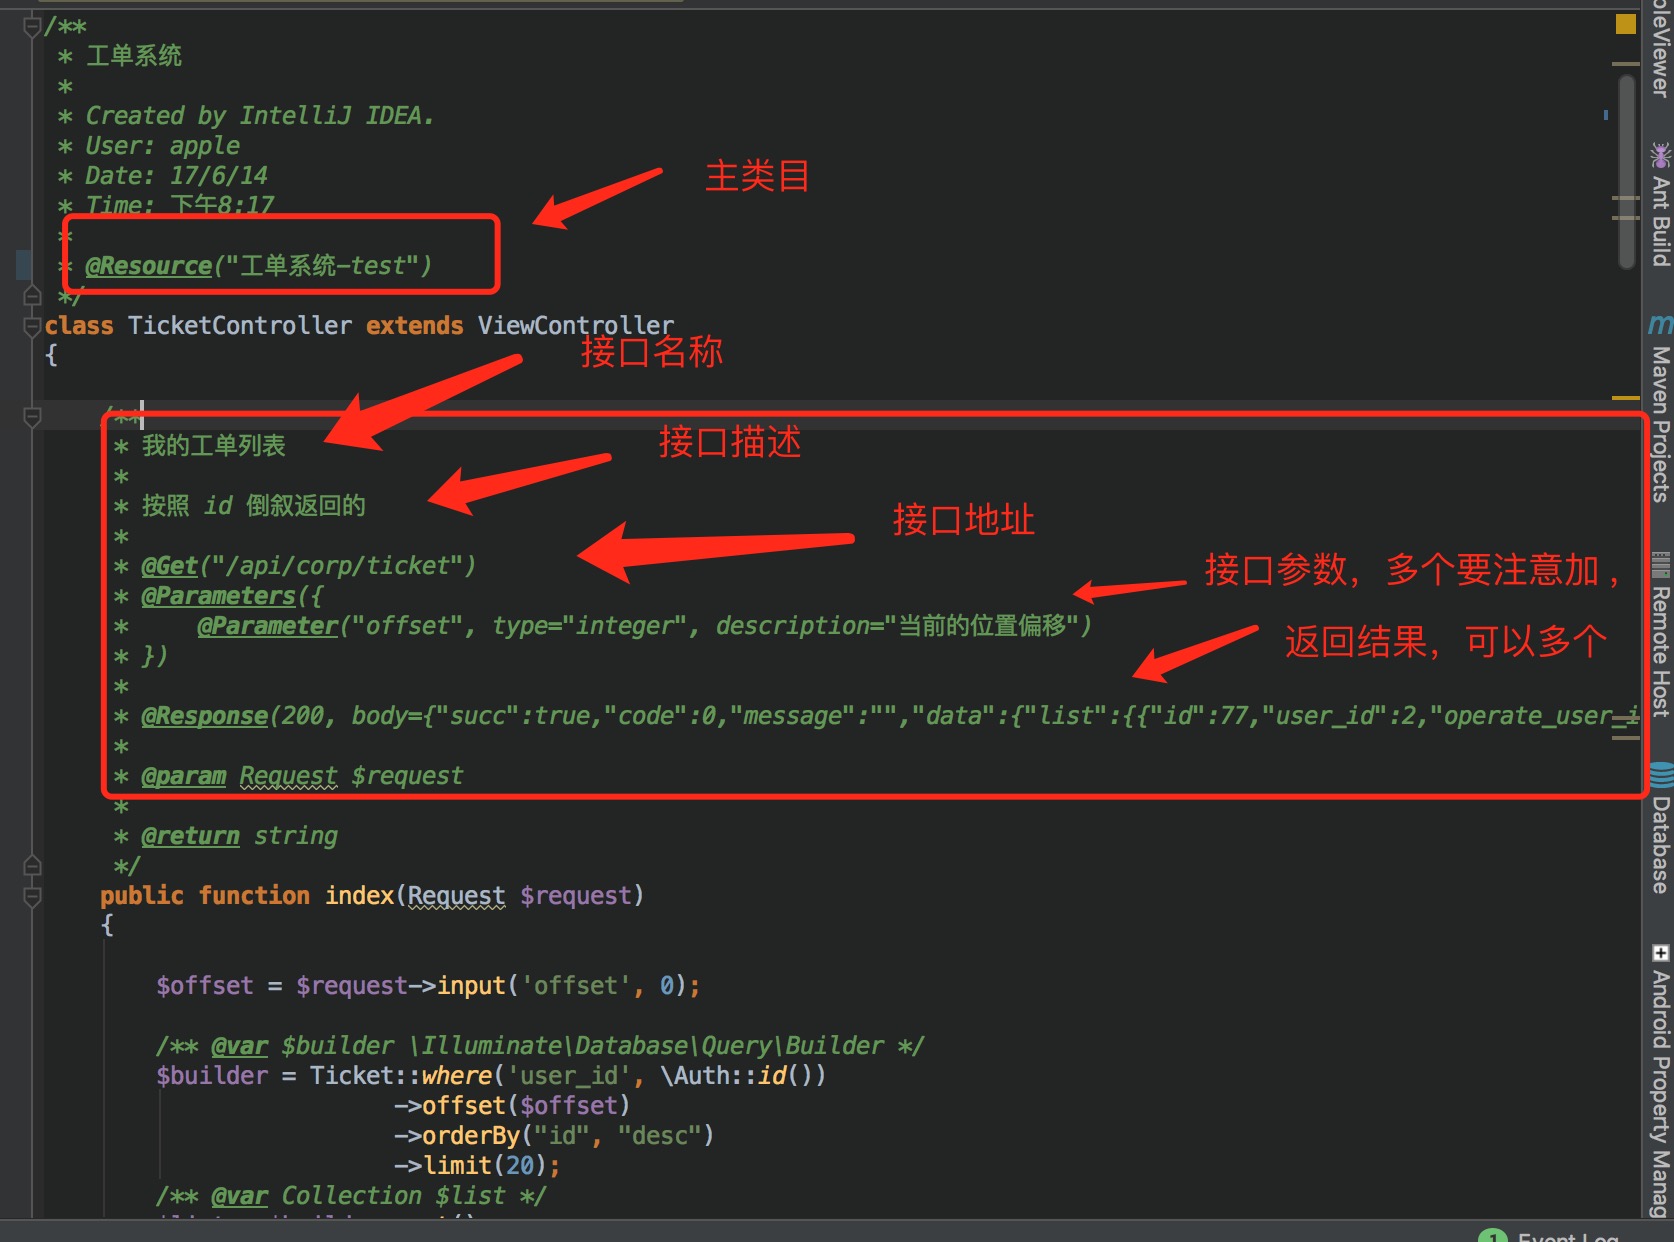 /**
* 工单系统
*
* Created by IntelliJ IDEA.
* User: apple
* Date: 17/6/14
* Time: 下午8:17
主类目
*
* @Resource("工单系统-test")
*/
class TicketController extends ViewController
{
接口名称
/**
* 我的工单列表
接口描述
*
* 按照 id 倒叙返回的
接口地址
*
* @Get("/api/corp/ticket")
接口参数，多个要注意加，
* @Parameters({
* @Parameter("offset", type="integer", description="当前的位置偏移")
返回结果，可以多个
* })
*
* @Response(200, body={"succ":true,"code":0,"message":"","data":{"list":{{"id":77,"user_id":2,"operate_user_i
*
* @param Request $request
*
* @return string
*/
public function index(Request $request)
{
$offset = $request->input('offset', 0);
/** @var $builder \Illuminate\Database\Query\Builder */
$builder = Ticket::where('user_id', \Auth::id())
->offset($offset)
->orderBy("id", "desc")
->limit(20);
/** @var Collection $list */
bleViewer
Ant Build
m
Maven Projects
Remote Host
Database
Android Property Manag
1 Event Log